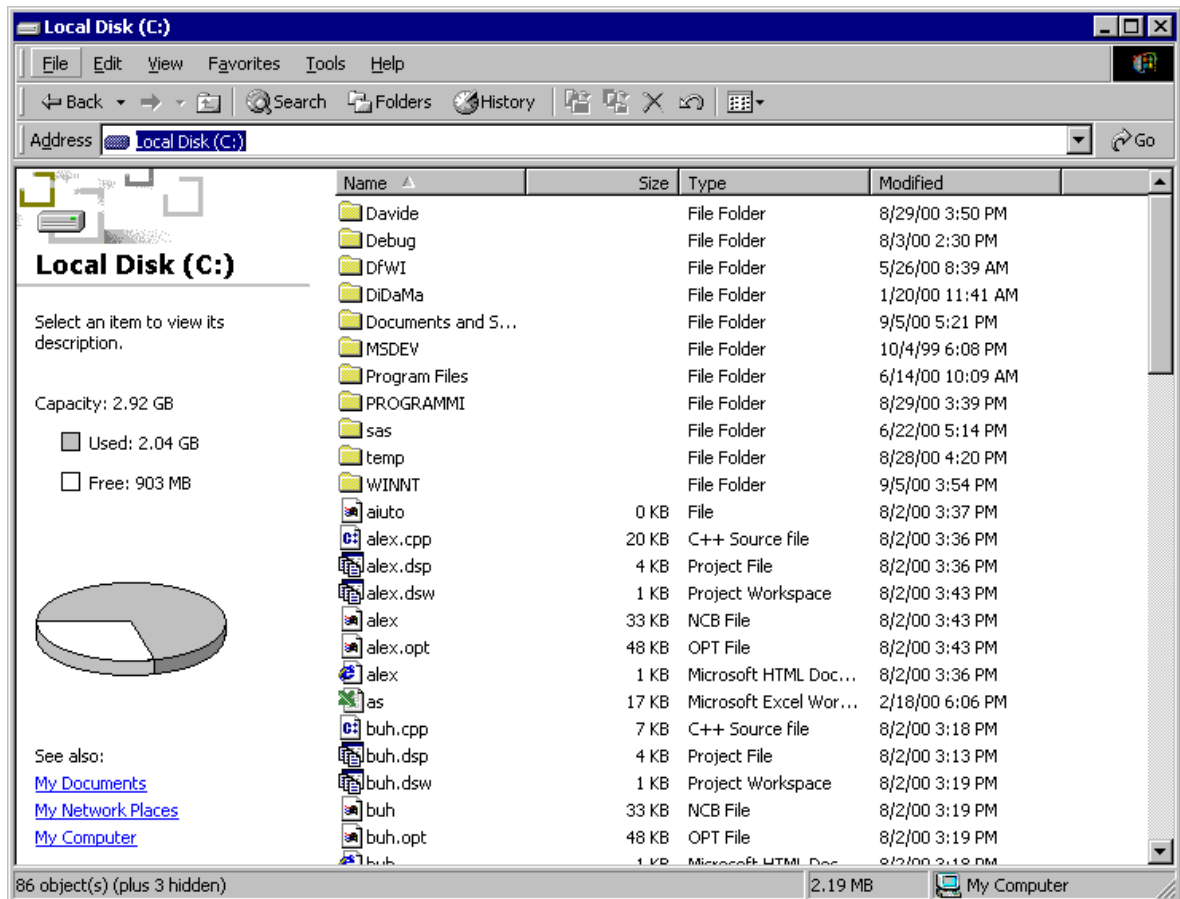 Local Disk (C:)
File Edit View Favorites Tools Help
Back Search Folders History
Address Local Disk (C:) Go
Name Size Type Modified
Davide File Folder 8/29/00 3:50 PM
Debug File Folder 8/3/00 2:30 PM
Local Disk (C:)
DfWI File Folder 5/26/00 8:39 AM
DiDaMa File Folder 1/20/00 11:41 AM
Select an item to view its
description.
Documents and S... File Folder 9/5/00 5:21 PM
MSDEV File Folder 10/4/99 6:08 PM
Program Files File Folder 6/14/00 10:09 AM
Capacity: 2.92 GB
PROGRAMMI File Folder 8/29/00 3:39 PM
sas File Folder 6/22/00 5:14 PM
Used: 2.04 GB
temp File Folder 8/28/00 4:20 PM
Free: 903 MB
WINNT File Folder 9/5/00 3:54 PM
aiuto 0 KB File 8/2/00 3:37 PM
alex.cpp 20 KB C++ Source file 8/2/00 3:36 PM
alex.dsp 4 KB Project File 8/2/00 3:36 PM
alex.dsw 1 KB Project Workspace 8/2/00 3:43 PM
alex 33 KB NCB File 8/2/00 3:43 PM
alex.opt 48 KB OPT File 8/2/00 3:43 PM
alex 1 KB Microsoft HTML Doc... 8/2/00 3:36 PM
as 17 KB Microsoft Excel Wor... 2/18/00 6:06 PM
buh.cpp 7 KB C++ Source file 8/2/00 3:18 PM
See also:
buh.dsp 4 KB Project File 8/2/00 3:13 PM
My Documents
buh.dsw 1 KB Project Workspace 8/2/00 3:19 PM
My Network Places
buh 33 KB NCB File 8/2/00 3:19 PM
My Computer
buh.opt 48 KB OPT File 8/2/00 3:19 PM
buh 1 KB Microsoft HTML Doc... 8/2/00 3:18 PM
86 object(s) (plus 3 hidden) 2.19 MB My Computer